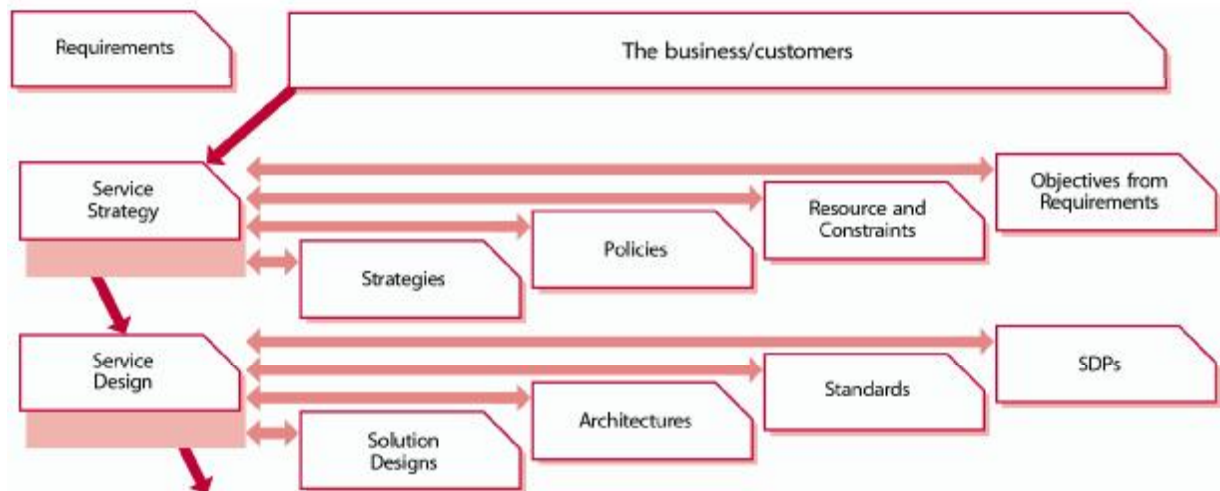 Requirements
The business/customers
Service
Strategy
Objectives from
Requirements
Resource and
Constraints
Policies
Strategies
Service
Design
SDPs
Standards
Architectures
Solution
Designs